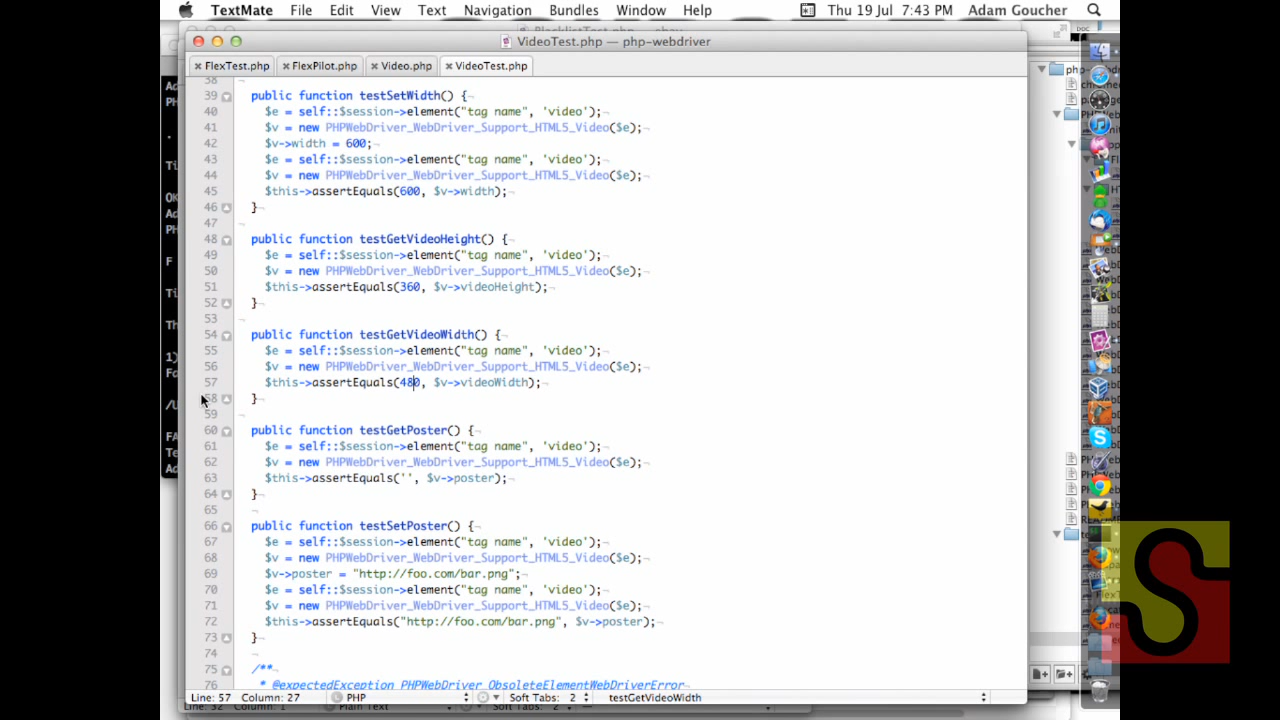 TextMate File Edit View Text Navigation Bundles Window Help Thu 19 Jul 7:43 PM Adam Goucher
VideoTest.php — php-webdriver
FlexTest.php FlexPilot.php Video.php VideoTest.php
38
39 public function testSetWidth() {
40 $e = self::$session->element("tag name", 'video');
41 $v = new PHPWebDriver_WebDriver_Support_HTML5_Video($e);
42 $v->width = 600;
43 $e = self::$session->element("tag name", 'video');
44 $v = new PHPWebDriver_WebDriver_Support_HTML5_Video($e);
45 $this->assertEquals(600, $v->width);
46 }
47
48 public function testGetVideoHeight() {
49 $e = self::$session->element("tag name", 'video');
50 $v = new PHPWebDriver_WebDriver_Support_HTML5_Video($e);
51 $this->assertEquals(360, $v->videoHeight);
52 }
53
54 public function testGetVideoWidth() {
55 $e = self::$session->element("tag name", 'video');
56 $v = new PHPWebDriver_WebDriver_Support_HTML5_Video($e);
57 $this->assertEquals(480, $v->videoWidth);
58 }
59
60 public function testGetPoster() {
61 $e = self::$session->element("tag name", 'video');
62 $v = new PHPWebDriver_WebDriver_Support_HTML5_Video($e);
63 $this->assertEquals('', $v->poster);
64 }
65
66 public function testSetPoster() {
67 $e = self::$session->element("tag name", 'video');
68 $v = new PHPWebDriver_WebDriver_Support_HTML5_Video($e);
69 $v->poster = "http://foo.com/bar.png";
70 $e = self::$session->element("tag name", 'video');
71 $v = new PHPWebDriver_WebDriver_Support_HTML5_Video($e);
72 $this->assertEquals("http://foo.com/bar.png", $v->poster);
73 }
74
75 /**
76 * @expectedException PHPWebDriver_ObsoleteElementWebDriverError
Line: 57 Column: 27 PHP Soft Tabs: 2 testGetVideoWidth